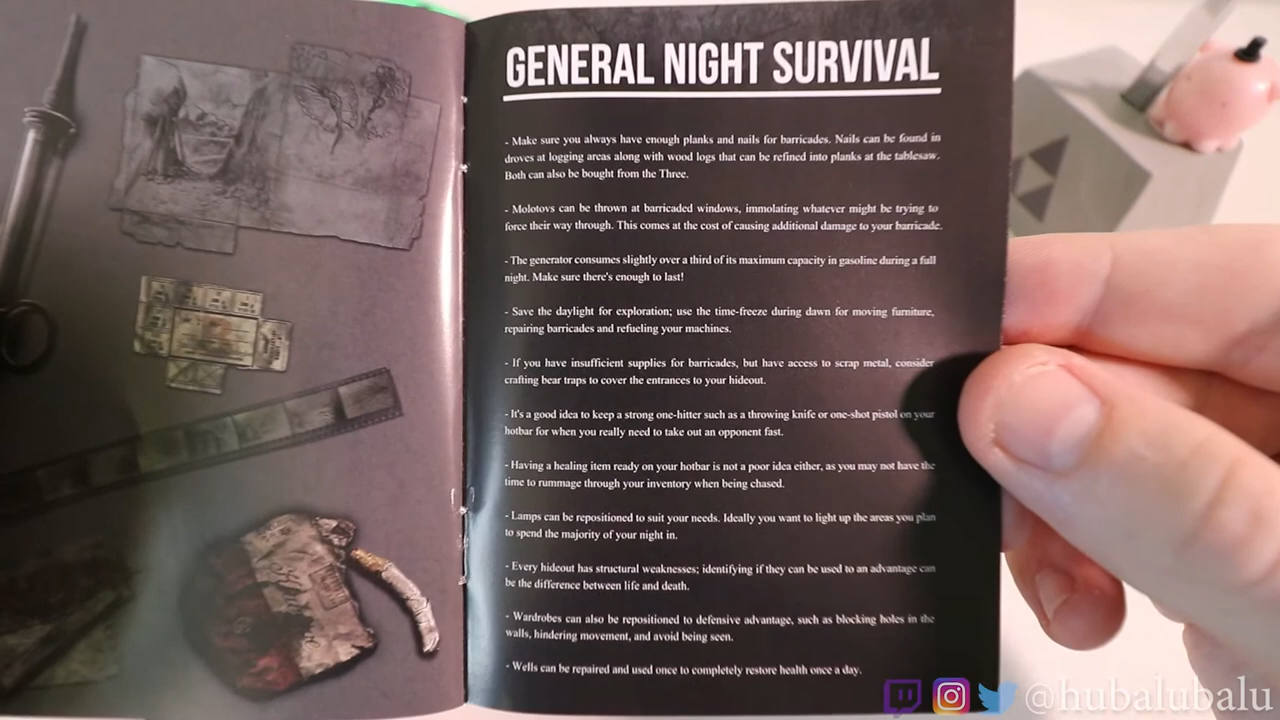 GENERAL NIGHT SURVIVAL
- Make sure you always have enough planks and nails for barricades. Nails can be found in
droves at logging areas along with wood logs that can be refined into planks at the tablesaw.
Both can also be bought from the Three.
- Molotovs can be thrown at barricaded windows, immolating whatever might be trying to
force their way through. This comes at the cost of causing additional damage to your barricade.
- The generator consumes slightly over a third of its maximum capacity in gasoline during a full
night. Make sure there's enough to last!
- Save the daylight for exploration; use the time-freeze during dawn for moving furniture,
repairing barricades and refueling your machines.
- If you have insufficient supplies for barricades, but have access to scrap metal, consider
crafting bear traps to cover the entrances to your hideout.
- It's a good idea to keep a strong one-hitter such as a throwing knife or one-shot pistol on your
hotbar for when you really need to take out an opponent fast.
- Having a healing item ready on your hotbar is not a poor idea either, as you may not have the
time to rummage through your inventory when being chased.
- Lamps can be repositioned to suit your needs. Ideally you want to light up the areas you plan
to spend the majority of your night in.
- Every hideout has structural weaknesses; identifying if they can be used to an advantage can
be the difference between life and death.
- Wardrobes can also be repositioned to defensive advantage, such as blocking holes in the
walls, hindering movement, and avoid being seen.
- Wells can be repaired and used once to completely restore health once a day.
@hubalubalu